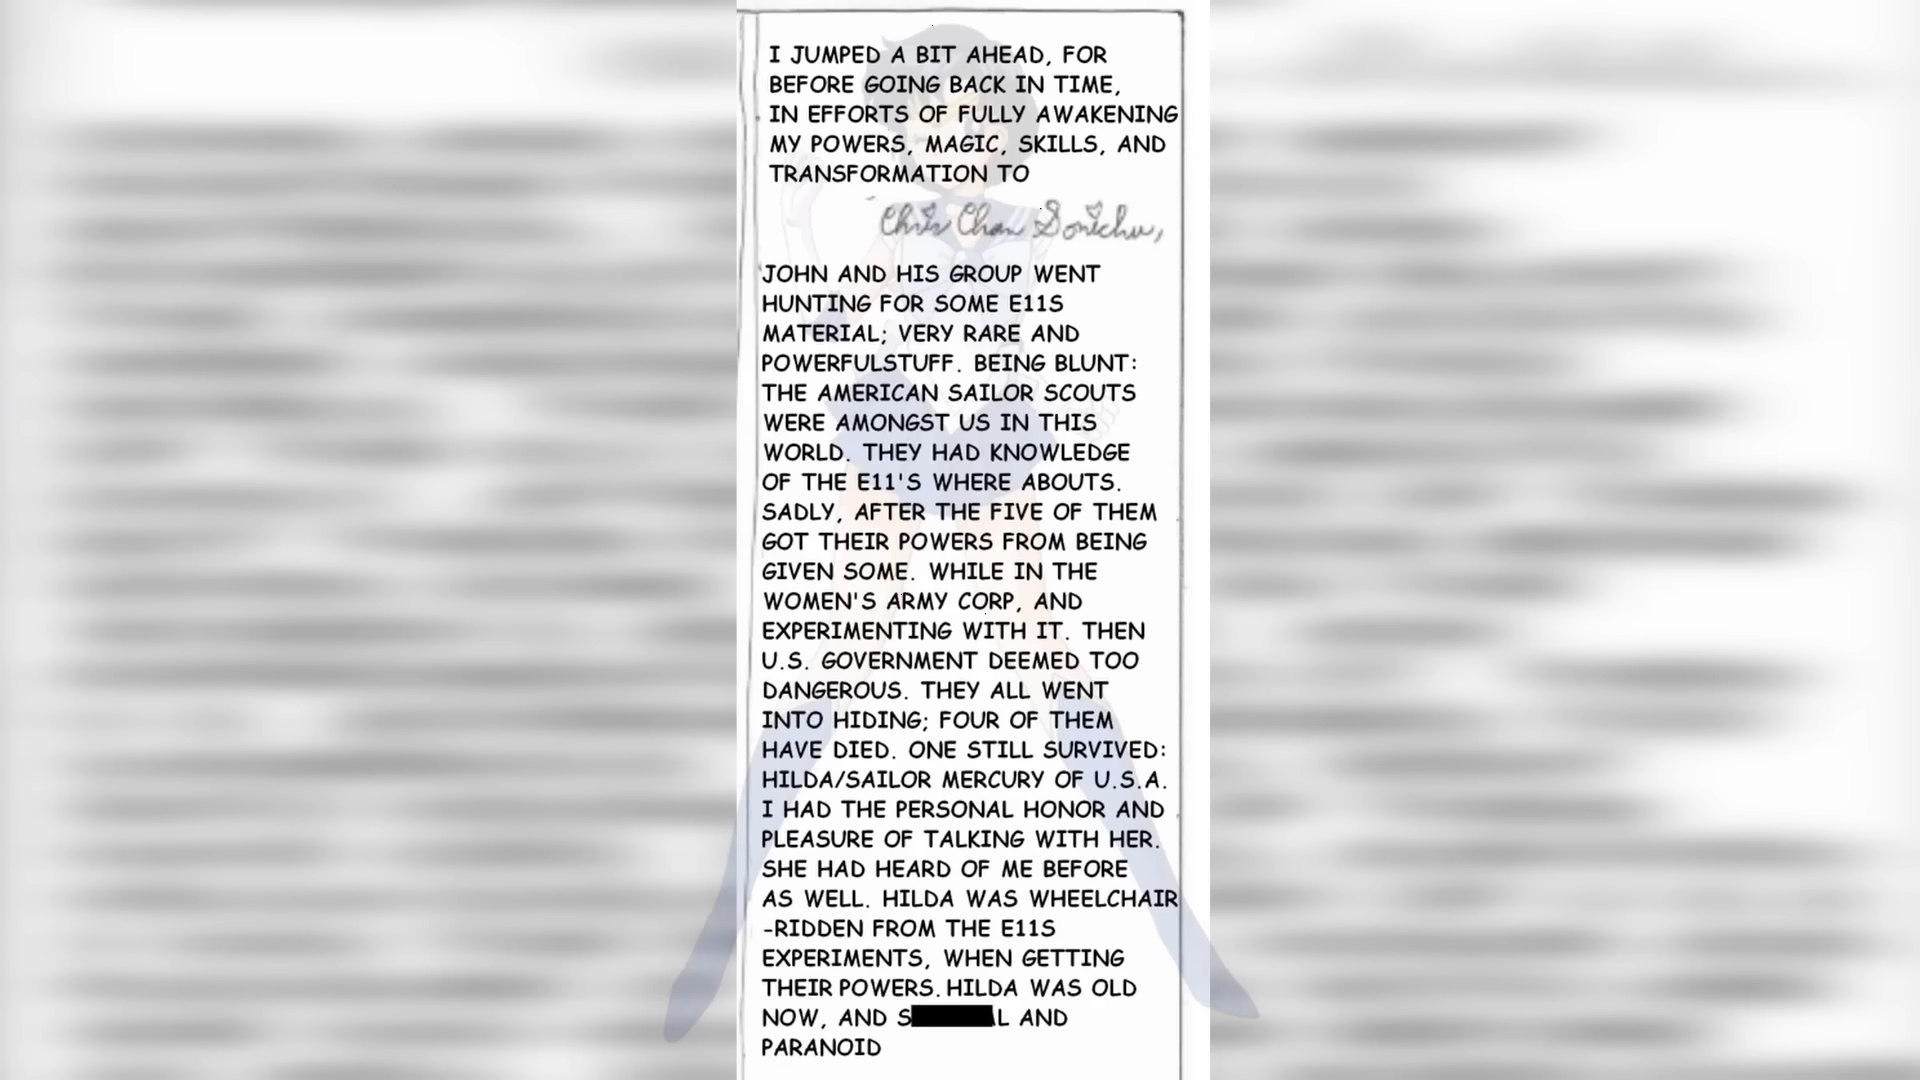 I JUMPED A BIT AHEAD, FOR
BEFORE GOING BACK IN TIME,
IN EFFORTS OF FULLY AWAKENING
MY POWERS, MAGIC, SKILLS, AND
TRANSFORMATION TO
Chris Chan Sonichu,
JOHN AND HIS GROUP WENT
HUNTING FOR SOME E11S
MATERIAL; VERY RARE AND
POWERFULSTUFF. BEING BLUNT:
THE AMERICAN SAILOR SCOUTS
WERE AMONGST US IN THIS
WORLD. THEY HAD KNOWLEDGE
OF THE E11'S WHERE ABOUTS.
SADLY, AFTER THE FIVE OF THEM
GOT THEIR POWERS FROM BEING
GIVEN SOME. WHILE IN THE
WOMEN'S ARMY CORP, AND
EXPERIMENTING WITH IT. THEN
U.S. GOVERNMENT DEEMED TOO
DANGEROUS. THEY ALL WENT
INTO HIDING; FOUR OF THEM
HAVE DIED. ONE STILL SURVIVED:
HILDA/SAILOR MERCURY OF U.S.A.
I HAD THE PERSONAL HONOR AND
PLEASURE OF TALKING WITH HER.
SHE HAD HEARD OF ME BEFORE
AS WELL. HILDA WAS WHEELCHAIR
-RIDDEN FROM THE E11S
EXPERIMENTS, WHEN GETTING
THEIR POWERS. HILDA WAS OLD
NOW, AND S L AND
PARANOID